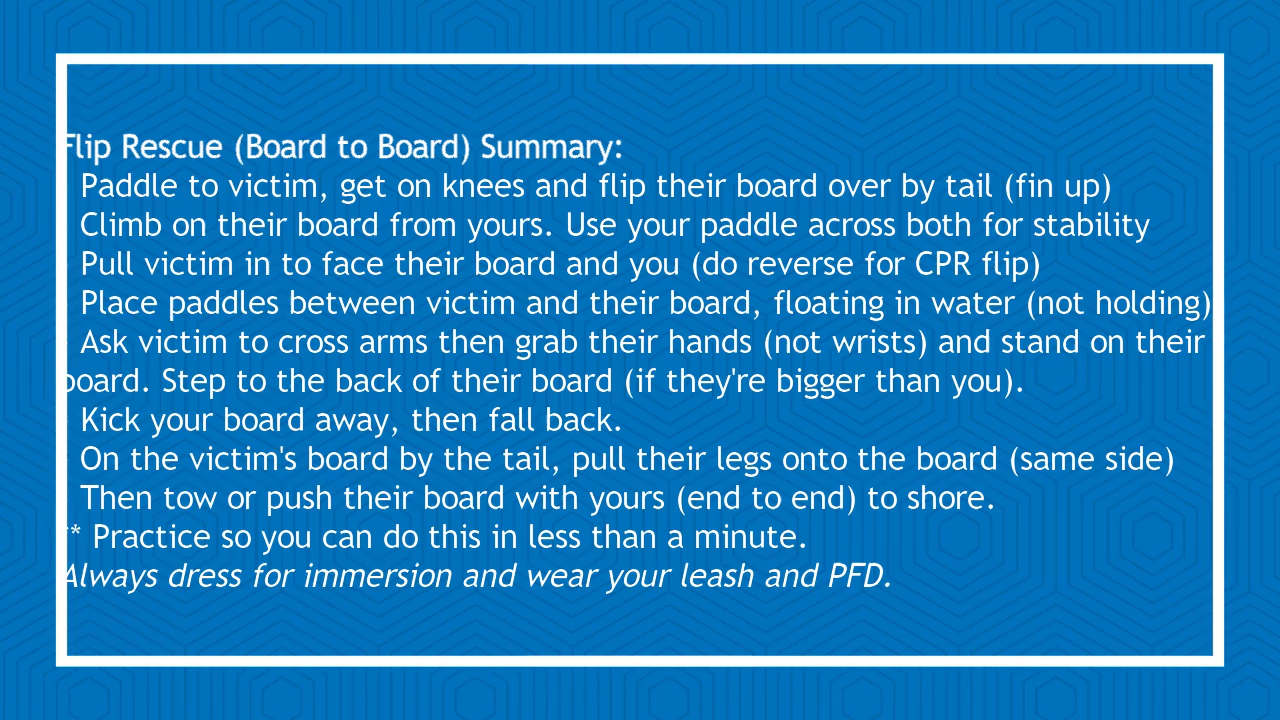 Flip Rescue (Board to Board) Summary:
Paddle to victim, get on knees and flip their board over by tail (fin up)
Climb on their board from yours. Use your paddle across both for stability
Pull victim in to face their board and you (do reverse for CPR flip)
Place paddles between victim and their board, floating in water (not holding)
Ask victim to cross arms then grab their hands (not wrists) and stand on their
board. Step to the back of their board (if they're bigger than you).
Kick your board away, then fall back.
On the victim's board by the tail, pull their legs onto the board (same side)
Then tow or push their board with yours (end to end) to shore.
** Practice so you can do this in less than a minute.
Always dress for immersion and wear your leash and PFD.